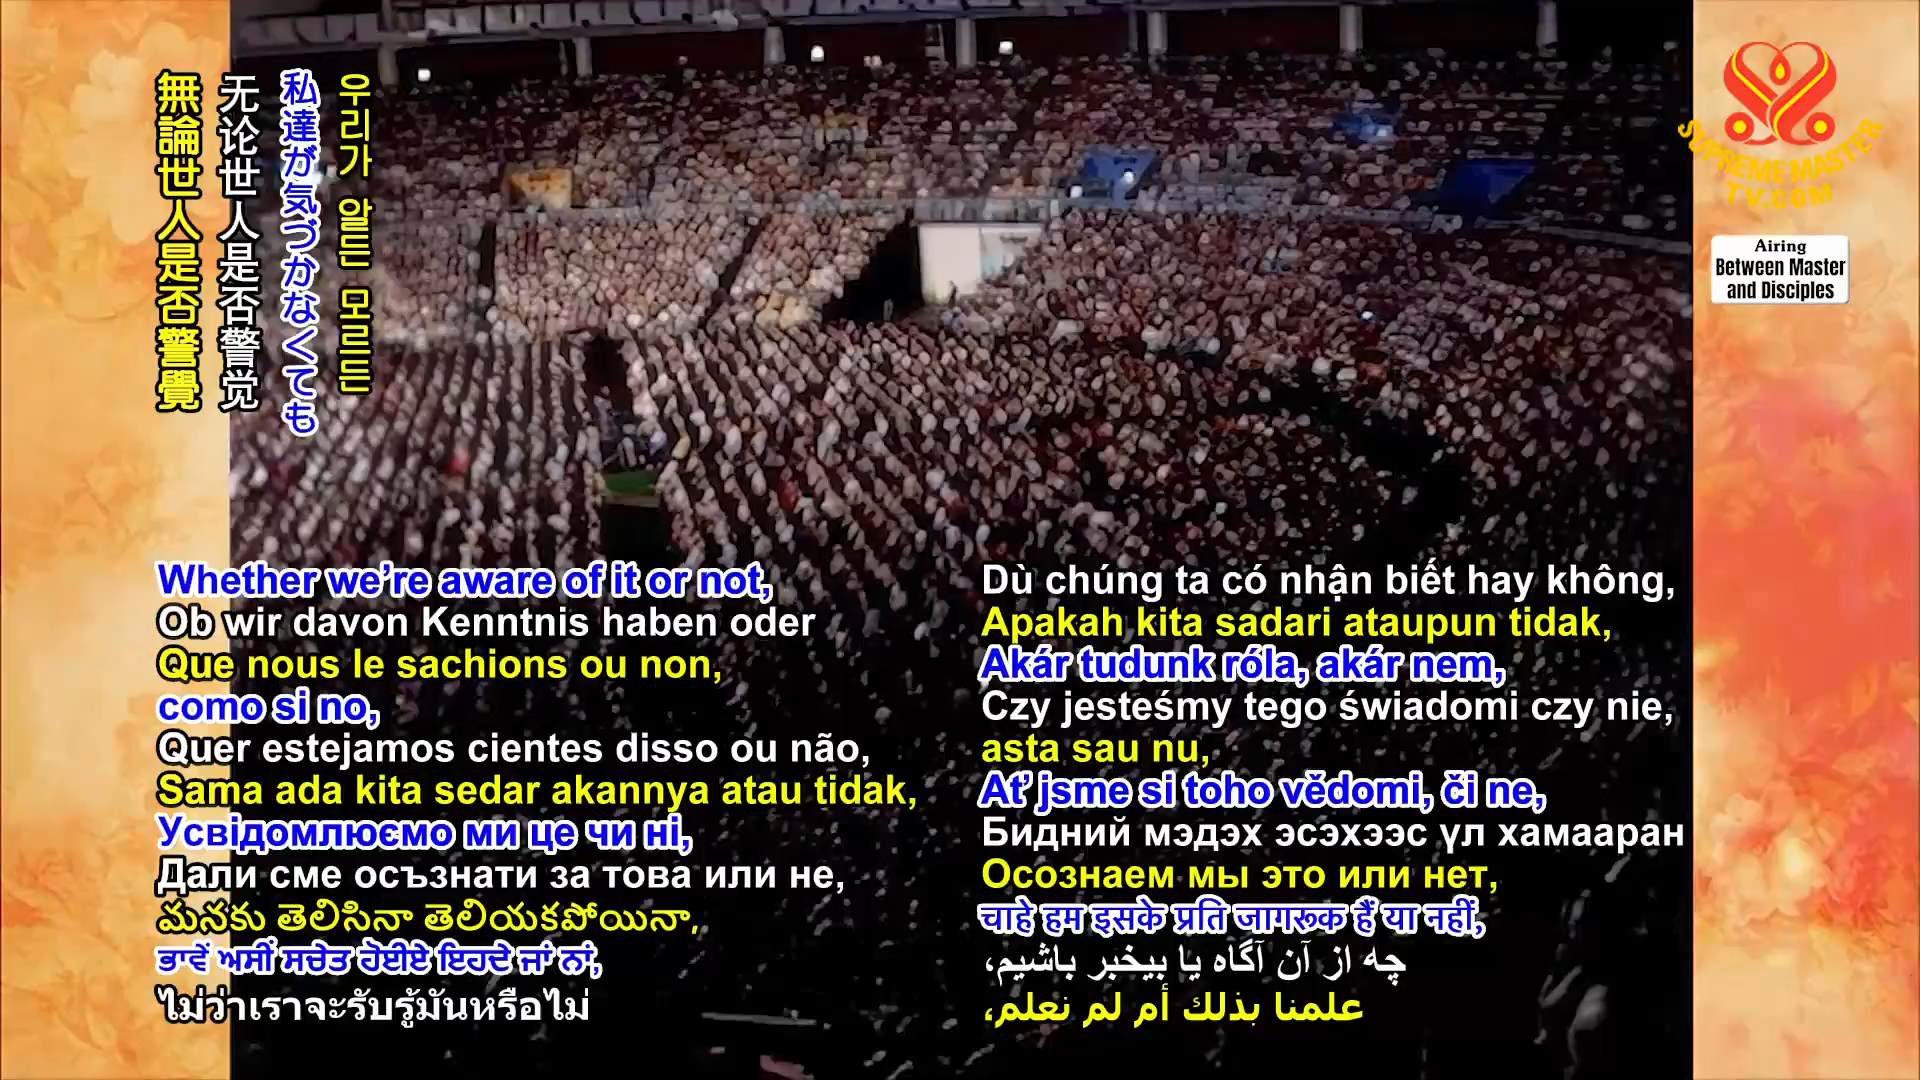 無論世人是否警覺
无论世人是否警觉
私達が気づかなくても
우리가 알든 모르든
SUPREME MASTER
TV.COM
Airing
Between Master
and Disciples
Whether we’re aware of it or not,
Ob wir davon Kenntnis haben oder
Que nous le sachions ou non,
como si no,
Quer estejamos cientes disso ou não,
Sama ada kita sedar akannya atau tidak,
Усвідомлюємо ми це чи ні,
Дали сме осъзнати за това или не,
మనకు తెలిసినా తెలియకపోయినా,
ਭਾਵੇਂ ਅਸੀਂ ਸਚੇਤ ਹੋਈਏ ਇਹਦੇ ਜਾਂ ਨਾਂ,
ไม่ว่าเราจะรับรู้มันหรือไม่
Dù chúng ta có nhận biết hay không,
Apakah kita sadari ataupun tidak,
Akár tudunk róla, akár nem,
Czy jesteśmy tego świadomi czy nie,
asta sau nu,
Ať jsme si toho vědomi, či ne,
Бидний мэдэх эсэхээс үл хамааран
Осознаем мы это или нет,
चाहे हम इसके प्रति जागरूक हैं या नहीं,
چه از آن آگاه یا بیخبر باشیم،
علمنا بذلك أم لم نعلم،